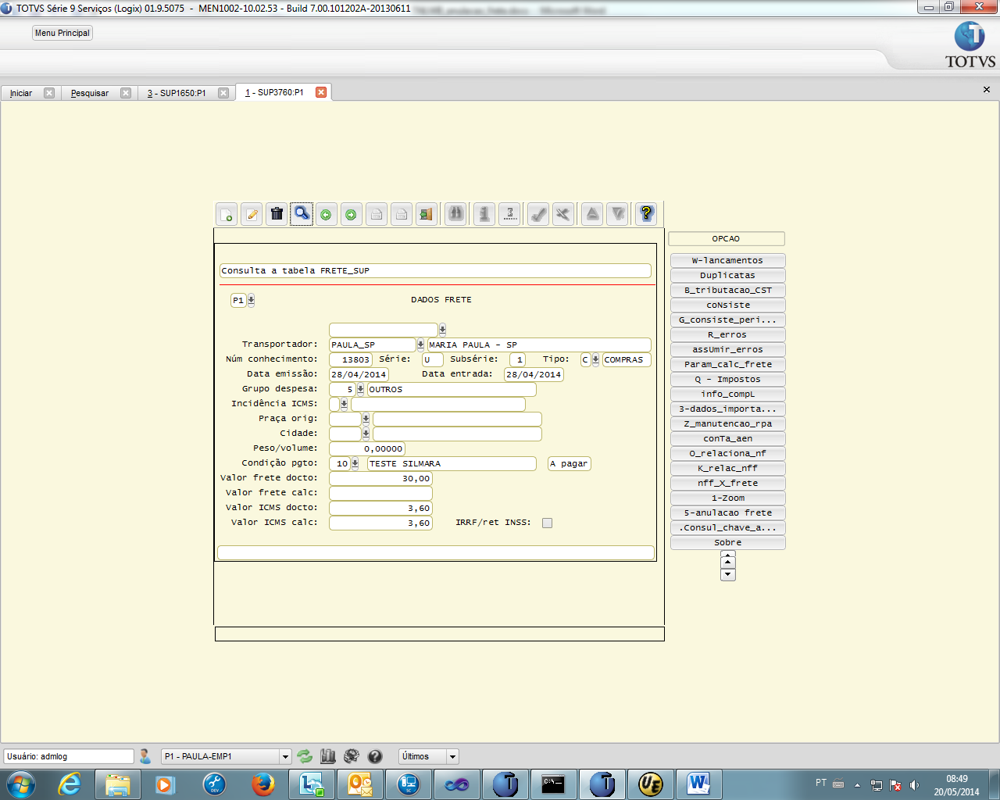 TOTVS Série 9 Serviços (Logix) 01.9.5075 - MEN1002-10.02.53 - Build 7.00.101202A-20130611
Menu Principal
TOTVS
Iniciar
Pesquisar
3 - SUP1650:P1
1 - SUP3760:P1
OPCAO
Consulta a tabela FRETE_SUP
P1
DADOS FRETE
Transportador: PAULA_SP MARIA PAULA - SP
Núm conhecimento: 13803 Série: U Subsérie: 1 Tipo: C COMPRAS
Data emissão: 28/04/2014 Data entrada: 28/04/2014
Grupo despesa: 5 OUTROS
Incidência ICMS:
Praça orig:
Cidade:
Peso/volume: 0,00000
Condição pgto: 10 TESTE SILMARA A pagar
Valor frete docto: 30,00
Valor frete calc:
Valor ICMS docto: 3,60
Valor ICMS calc: 3,60 IRRF/ret INSS:
W-lancamentos
Duplicatas
B_tributacao_CST
coNsiste
G_consiste_peri...
R_erros
assUmir_erros
Param_calc_frete
Q - Impostos
info_compL
3-dados_importa...
Z_manutencao_rpa
conTa_aen
O_relaciona_nf
K_relac_nff
nff_X_frete
1-Zoom
5-anulacao frete
.Consul_chave_a...
Sobre
Usuário: admlog
P1 - PAULA-EMP1
Últimos
DEV
SC
C:\_
UE
PT
08:49
20/05/2014